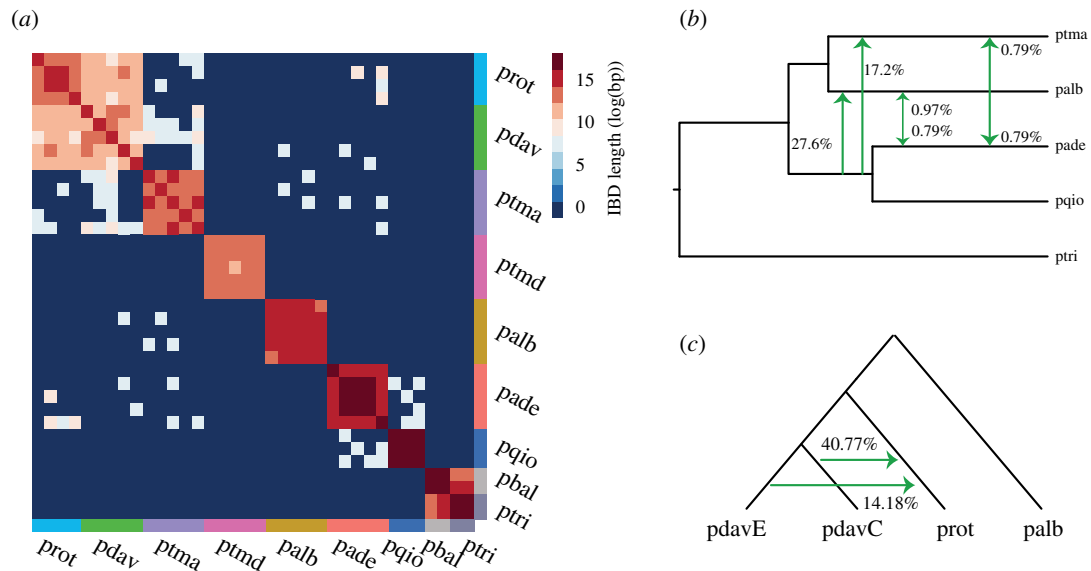 (a)
prot
pdav
ptma
ptmd
palb
pade
pqio
pbal
ptri
prot
pdav
ptma
ptmd
palb
pade
pqio
pbal
ptri
15
10
5
0
IBD length (log(bp))
(b)
ptma
palb
pade
pqio
ptri
0.79%
17.2%
0.97%
0.79%
27.6%
0.79%
(c)
40.77%
14.18%
pdavE
pdavC
prot
palb